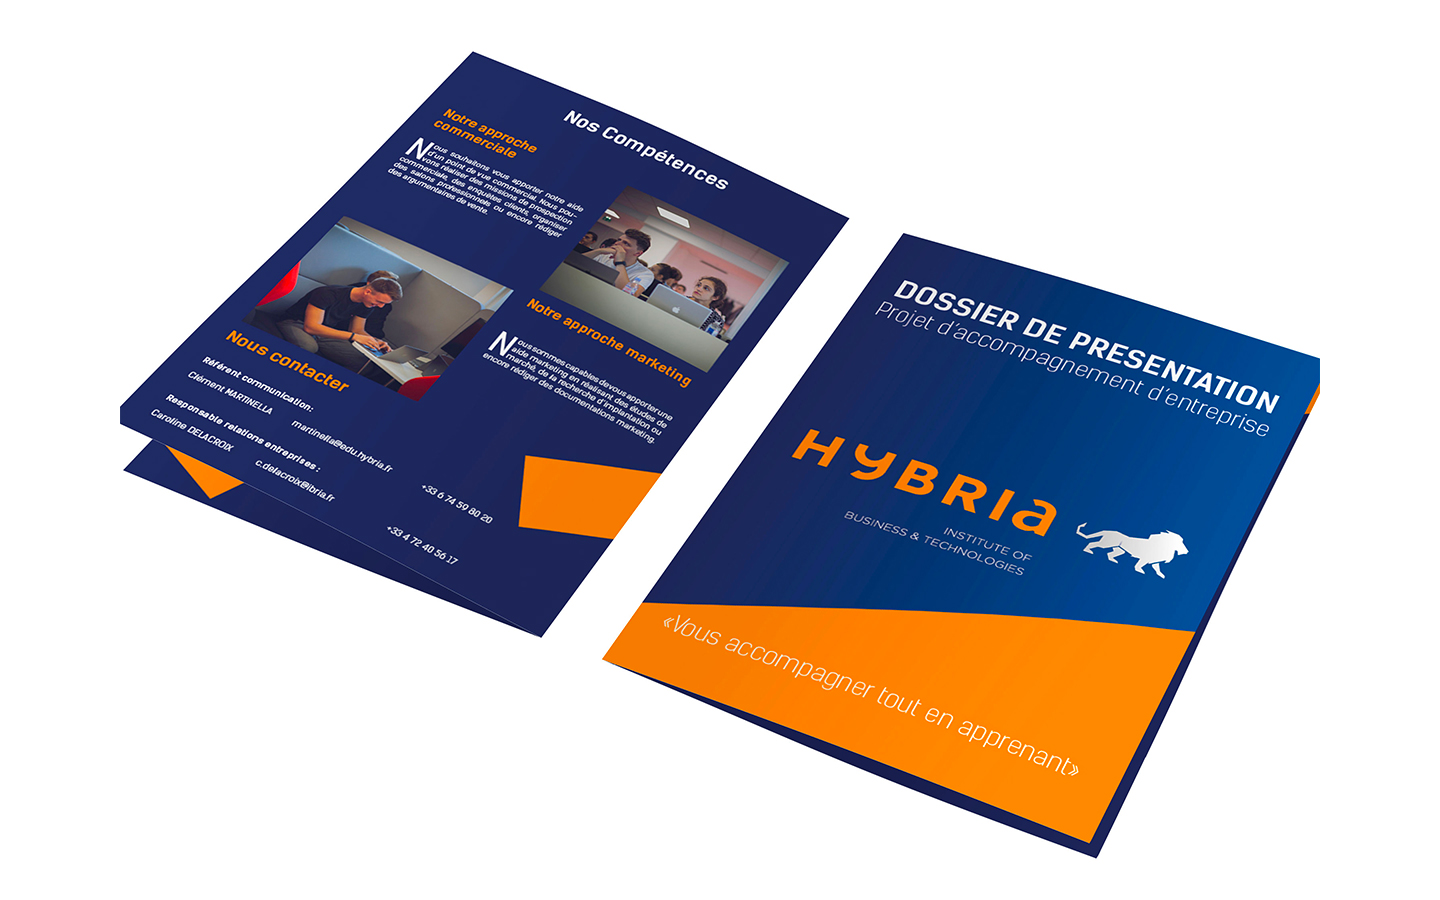 Nos Compétences
Notre approche
commerciale
Nous souhaitons vous apporter notre aide
d'un point de vue commercial. Nous pou-
vons réaliser des missions de prospection
commerciale, des enquêtes clients, organiser
des salons professionnels ou encore rédiger
des argumentaires de vente.
Notre approche marketing
Nous sommes capables de vous apporter une
aide marketing en réalisant des études de
marché, de la recherche d'implantation ou
encore rédiger des documentations marketing.
Nous contacter
Référent communication:
Clément MARTINELLA martinella@edu.hybria.fr +33 6 74 59 80 20
Responsable relations entreprises :
Caroline DELACROIX c.delacroix@ibria.fr +33 4 72 40 56 17
DOSSIER DE PRESENTATION
Projet d'accompagnement d'entreprise
HYBRIa
INSTITUTE OF
BUSINESS & TECHNOLOGIES
«Vous accompagner tout en apprenant»